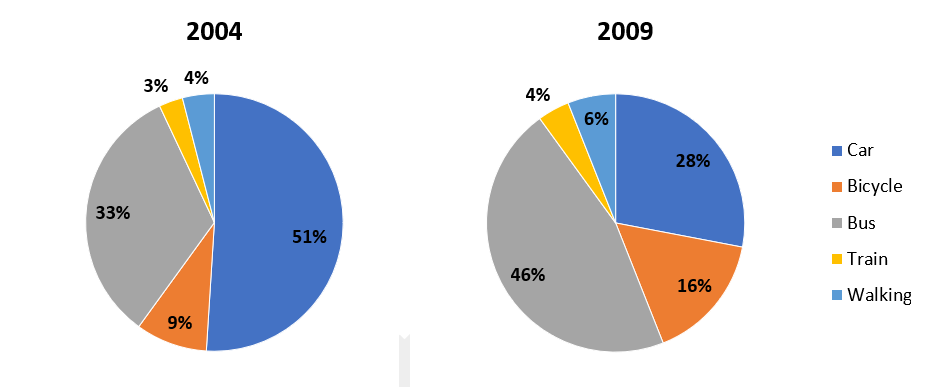 2004
3%
4%
33%
51%
9%
2009
4%
6%
28%
46%
16%
Car
Bicycle
Bus
Train
Walking